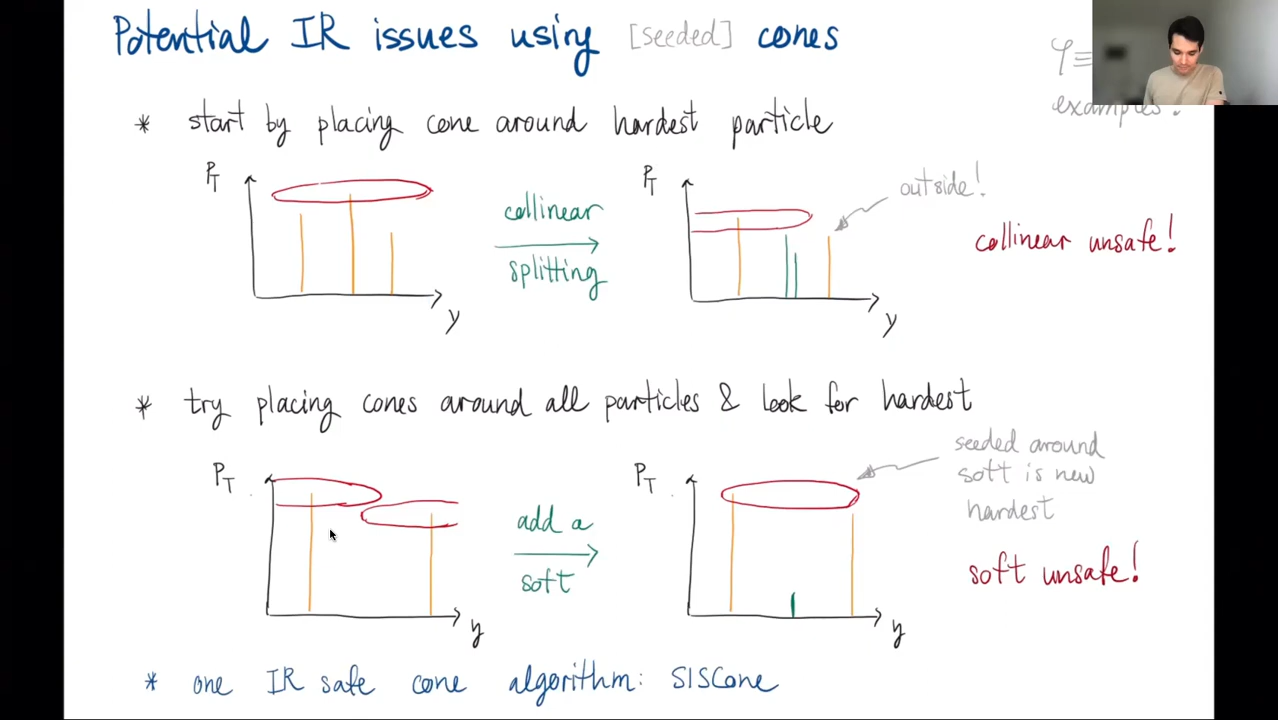 Potential IR issues using [seeded] cones
φ=
examples?
* start by placing cone around hardest particle
PT
y
collinear
splitting
PT
y
outside!
collinear unsafe!
* try placing cones around all particles & look for hardest
PT
y
add a
soft
PT
y
seeded around
soft is new
hardest
soft unsafe!
* one IR safe cone algorithm: SISCone